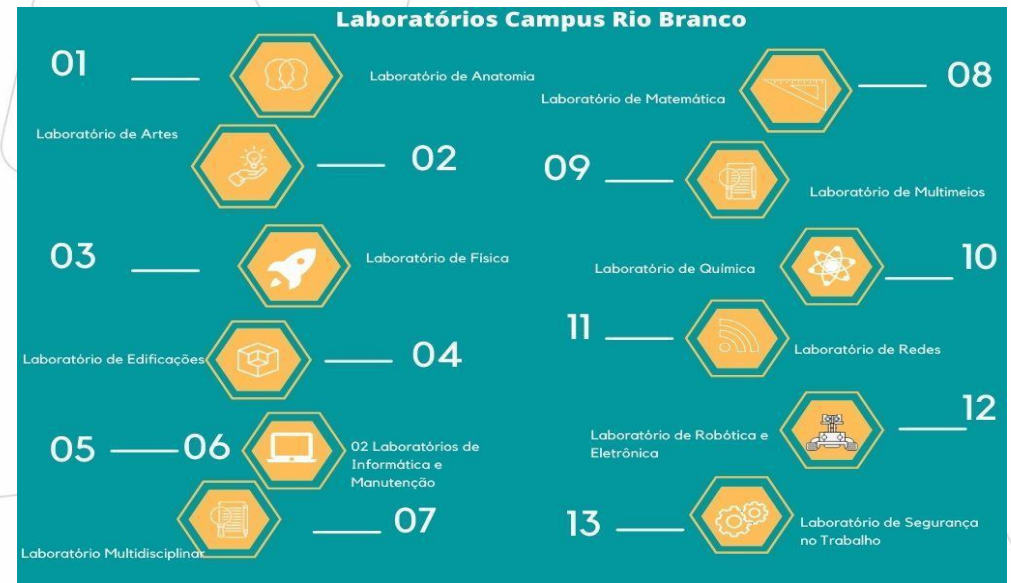 Laboratórios Campus Rio Branco
01
Laboratório de Anatomia
Laboratório de Artes
02
03
Laboratório de Física
Laboratório de Edificações
04
05
06
02 Laboratórios de
Informática e
Manutenção
07
Laboratório Multidisciplinar
08
Laboratório de Matemática
09
Laboratório de Multimeios
10
Laboratório de Química
11
Laboratório de Redes
12
Laboratório de Robótica e
Eletrônica
13
Laboratório de Segurança
no Trabalho